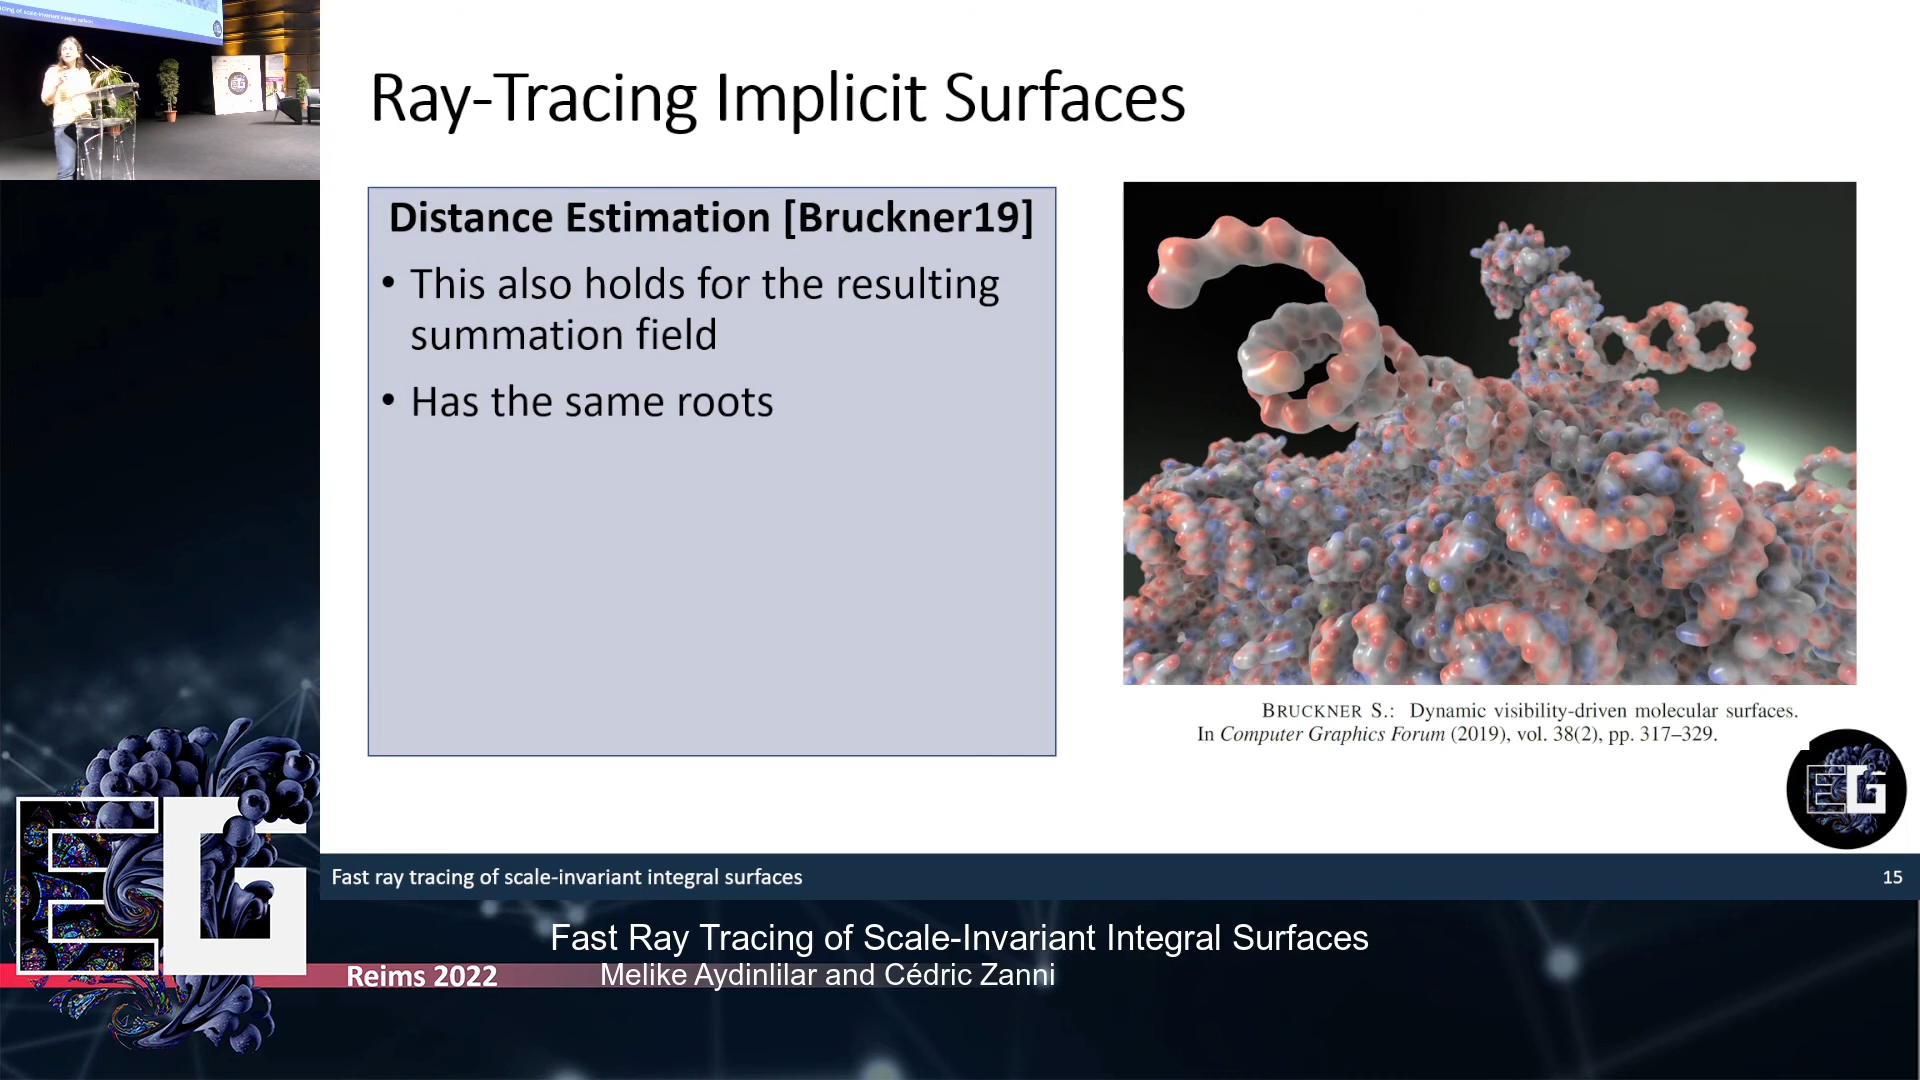 Ray-Tracing Implicit Surfaces
Distance Estimation [Bruckner19]
• This also holds for the resulting
summation field
• Has the same roots
BRUCKNER S.: Dynamic visibility-driven molecular surfaces.
In Computer Graphics Forum (2019), vol. 38(2), pp. 317–329.
EG
Fast ray tracing of scale-invariant integral surfaces
15
EG
Fast Ray Tracing of Scale-Invariant Integral Surfaces
Reims 2022
Melike Aydinlilar and Cédric Zanni